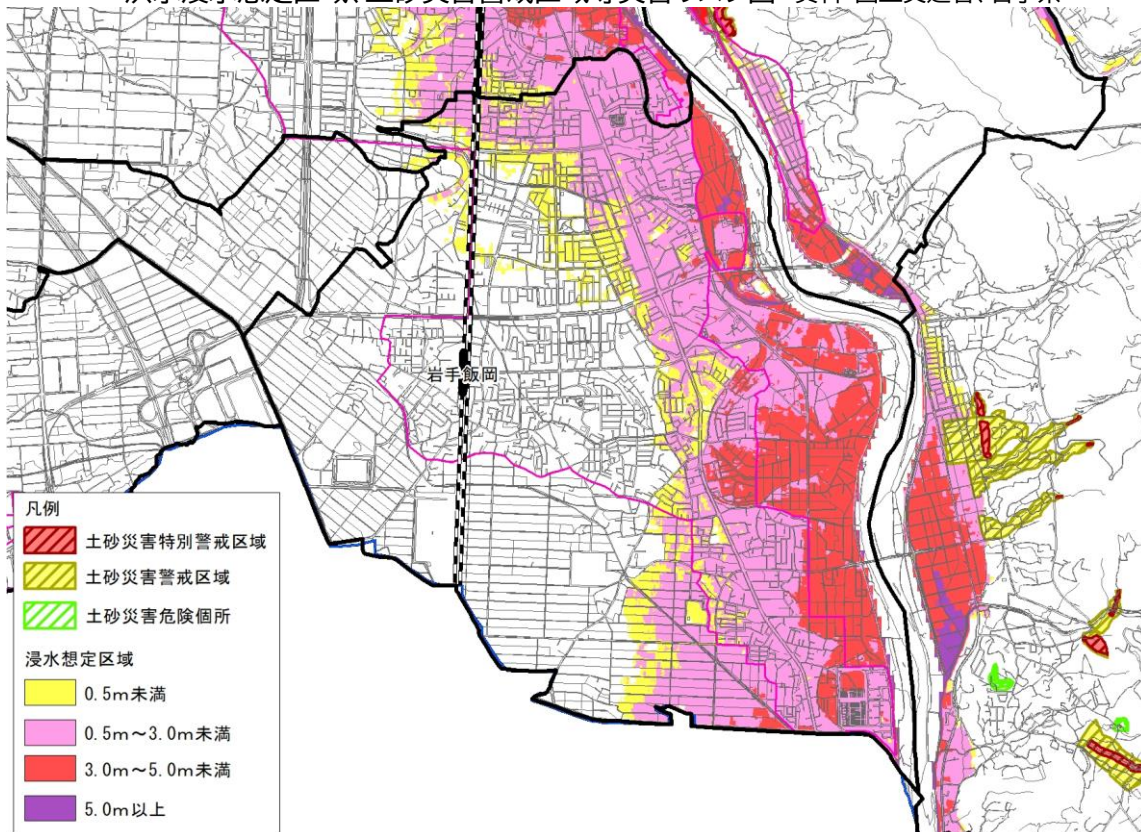 岩手飯岡
凡例
土砂災害特別警戒区域
土砂災害警戒区域
土砂災害危険個所
浸水想定区域
0.5m未満
0.5m～3.0m未満
3.0m～5.0m未満
5.0m以上